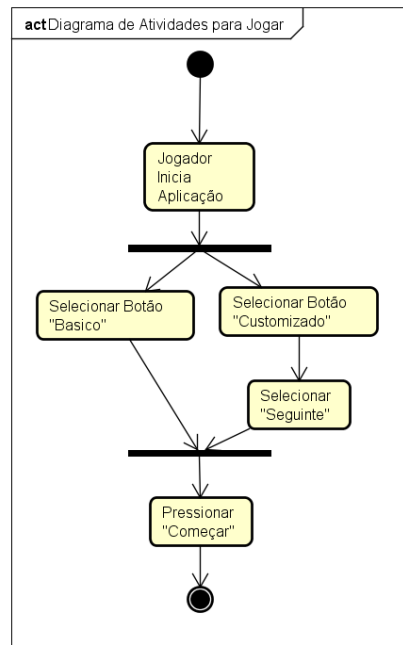 act Diagrama de Atividades para Jogar
Jogador
Inicia
Aplicação
Selecionar Botão
"Basico"
Selecionar Botão
"Customizado"
Selecionar
"Seguinte"
Pressionar
"Começar"